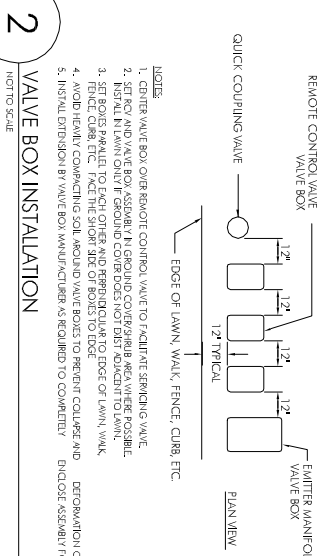 REMOTE CONTROL VALVE
VALVE BOX
QUICK COUPLING VALVE
12"
12"
12"
12"
EMITTER MANIFOL
VALVE BOX
12" TYPICAL
EDGE OF LAWN, WALK, FENCE, CURB, ETC.
PLAN VIEW
NOTES:
1. CENTER VALVE BOX OVER REMOTE CONTROL VALVE TO FACILITATE SERVICING VALVE.
2. SET RCV AND VALVE BOX ASSEMBLY IN GROUND COVER/SHRUB AREA WHERE POSSIBLE.
INSTALL IN LAWN ONLY IF GROUND COVER DOES NOT EXIST ADJACENT TO LAWN.
3. SET BOXES PARALLEL TO EACH OTHER AND PERPENDICULAR TO EDGE OF LAWN, WALK,
FENCE, CURB, ETC. FACE THE SHORT SIDE OF BOXES TO EDGE
4. AVOID HEAVILY COMPACTING SOIL AROUND VALVE BOXES TO PREVENT COLLAPSE AND DEFORMATION O
5. INSTALL EXTENSION BY VALVE BOX MANUFACTURER AS REQUIRED TO COMPLETELY ENCLOSE ASSEMBLY F
2
VALVE BOX INSTALLATION
NOT TO SCALE